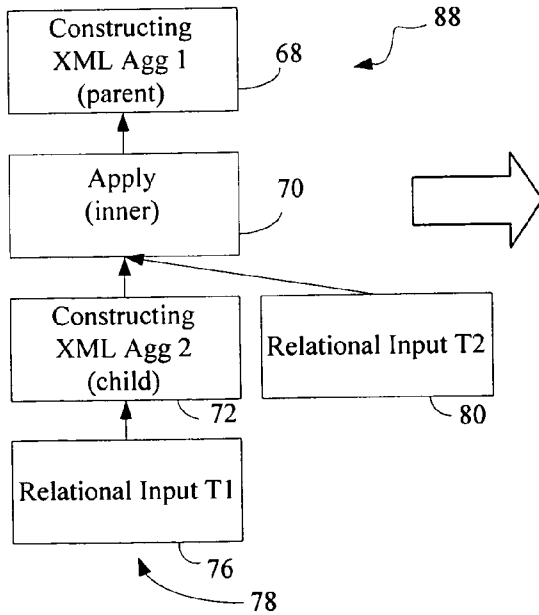 Constructing
XML Agg 1
(parent)
68
88
Apply
(inner)
70
Constructing
XML Agg 2
(child)
72
Relational Input T2
80
Relational Input T1
76
78